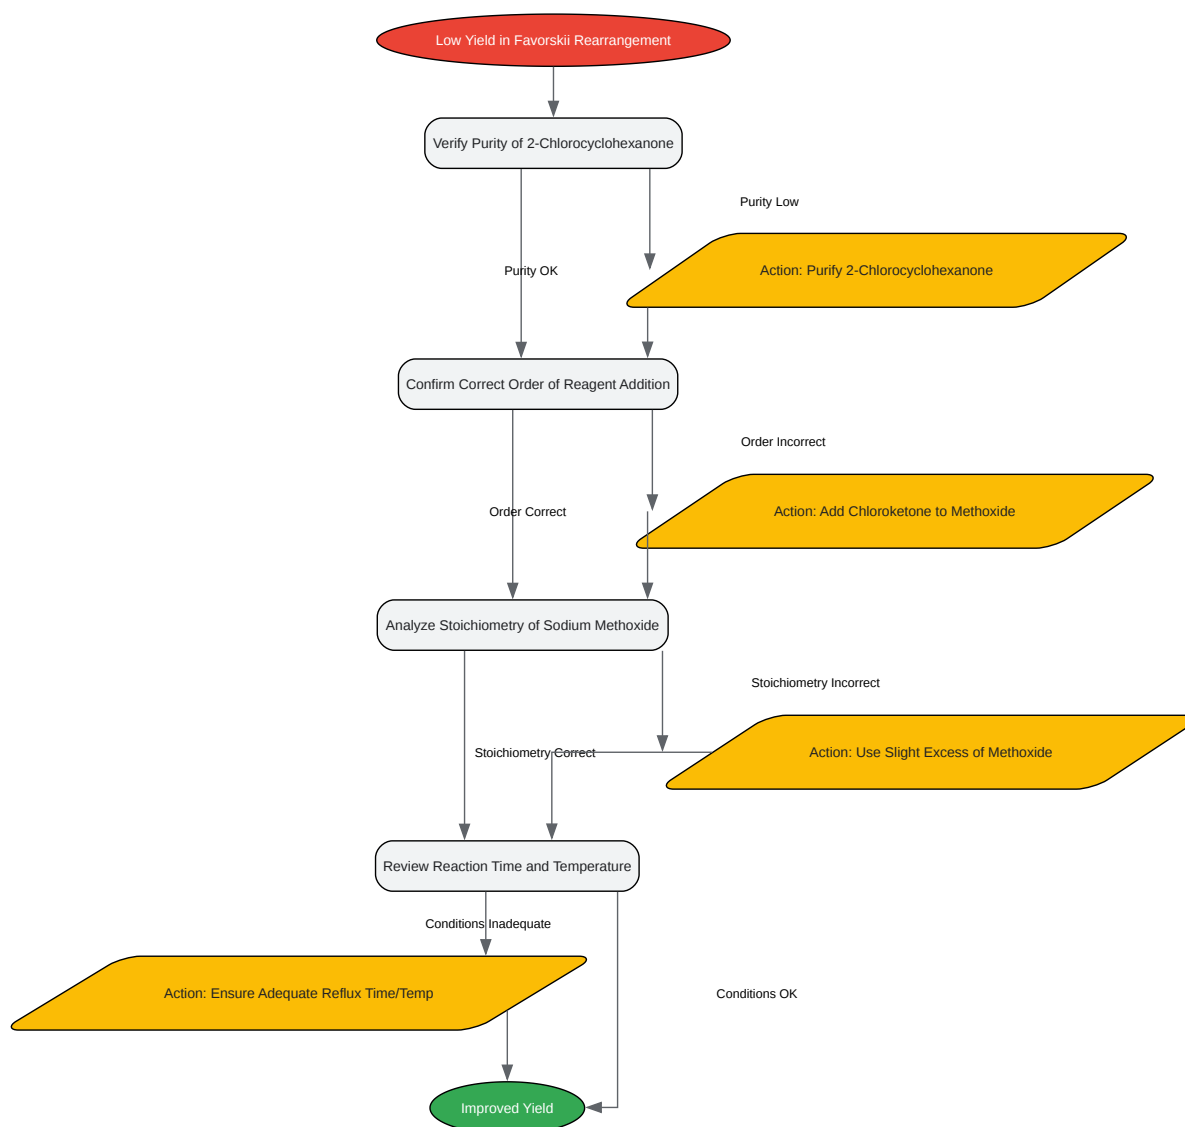 Low Yield in Favorskii Rearrangement
Verify Purity of 2-Chlorocyclohexanone
Purity Low
Purity OK
Action: Purify 2-Chlorocyclohexanone
Confirm Correct Order of Reagent Addition
Order Incorrect
Order Correct
Action: Add Chloroketone to Methoxide
Analyze Stoichiometry of Sodium Methoxide
Stoichiometry Incorrect
Stoichiometry Correct
Action: Use Slight Excess of Methoxide
Review Reaction Time and Temperature
Conditions Inadequate
Action: Ensure Adequate Reflux Time/Temp
Conditions OK
Improved Yield